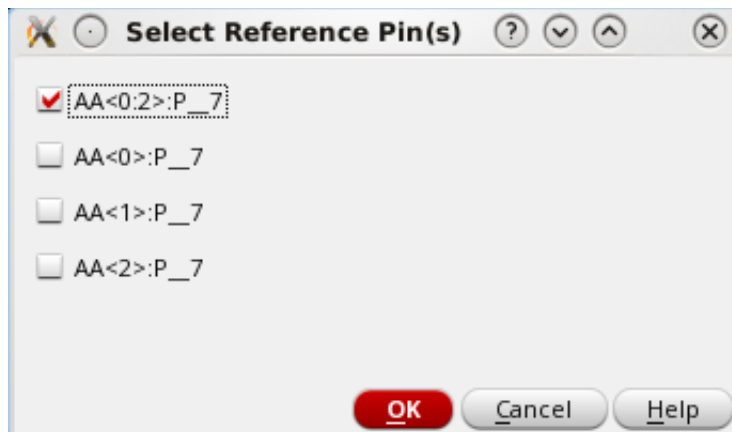 Select Reference Pin(s)
AA<0:2>:P__7
AA<0>:P__7
AA<1>:P__7
AA<2>:P__7
OK Cancel Help